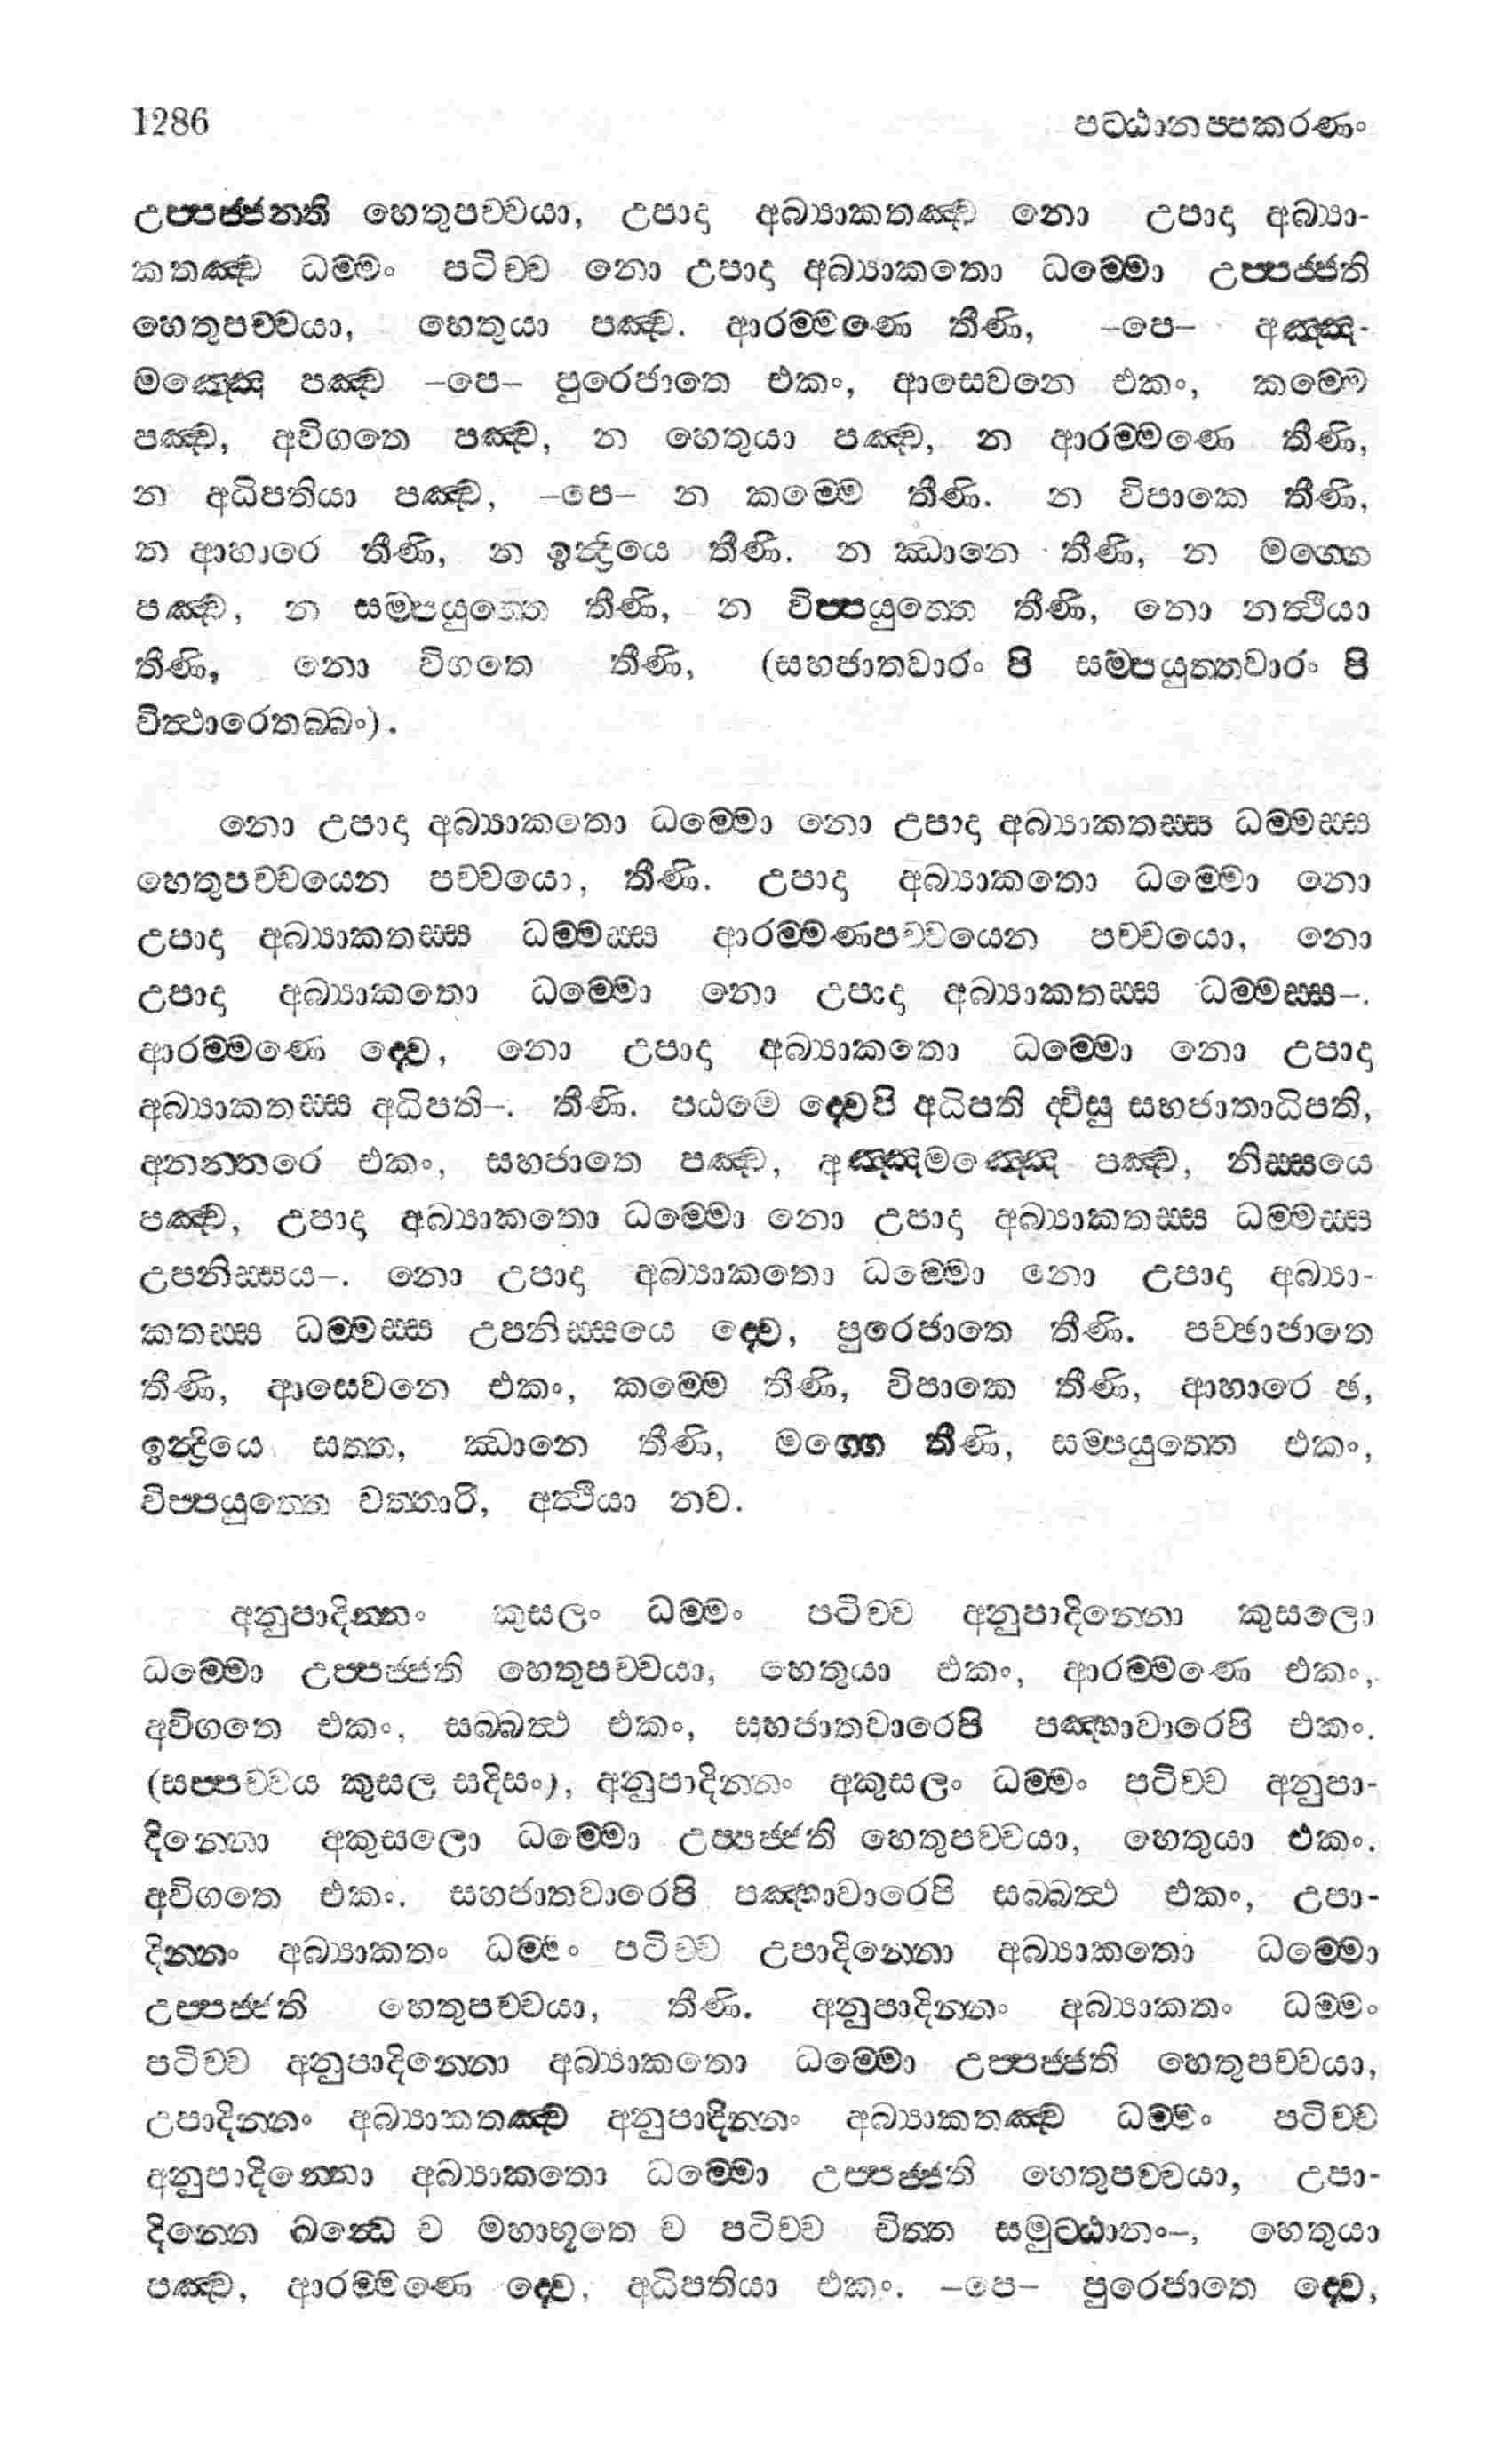 1286 පට්ඨානප්පකරණං
උප්පජ්ජනති හෙතුපච්චයා, උපාදා අබ්‍යාකතඤ්ච නො උපාදා අබ්‍යා-
කතඤ්ච ධම්මං පටිච්ච නො උපාදා අබ්‍යාකතො ධම්මො උප්පජ්ජති
හෙතුපච්චයා, හෙතුයා පඤ්ච. ආරම්මණෙ තීණි, –පෙ– අඤ්ඤ-
මඤ්ඤෙ පඤ්ච –පෙ– පුරෙජාතෙ එකං, ආසෙවනෙ එකං, කම්මෙ
පඤ්ච, අවිගතෙ පඤ්ච, න හෙතුයා පඤ්ච, න ආරම්මණෙ තීණි,
න අධිපතියා පඤ්ච, –පෙ– න කම්මෙ තීණි. න විපාකෙ තීණි,
න ආහාරෙ තීණි, න ඉන්ද්‍රියෙ තීණි. න ඣානෙ තීණි, න මග්ගෙ
පඤ්ච, න සම්පයුත්තෙ තීණි, න විප්පයුත්තෙ තීණි, නො නත්ථියා
තීණි, නො විගතෙ තීණි, (සහජාතවාරං පි සම්පයුත්තවාරං පි
විත්ථාරෙතබ්බං).
නො උපාදා අබ්‍යාකතො ධම්මො නො උපාදා අබ්‍යාකතස්ස ධම්මස්ස
හෙතුපච්චයෙන පච්චයො, තීණි. උපාදා අබ්‍යාකතො ධම්මො නො
උපාදා අබ්‍යාකතස්ස ධම්මස්ස ආරම්මණපච්චයෙන පච්චයො, නො
උපාදා අබ්‍යාකතො ධම්මො නො උපාදා අබ්‍යාකතස්ස ධම්මස්ස–.
ආරම්මණෙ ද්වෙ, නො උපාදා අබ්‍යාකතො ධම්මො නො උපාදා
අබ්‍යාකතස්ස අධිපති–. තීණි. පඨමෙ ද්වෙපි අධිපති ද්වීසු සහජාතාධිපති,
අනන්තරෙ එකං, සහජාතෙ පඤ්ච, අඤ්ඤමඤ්ඤෙ පඤ්ච, නිස්සයෙ
පඤ්ච, උපාදා අබ්‍යාකතො ධම්මො නො උපාදා අබ්‍යාකතස්ස ධම්මස්ස
උපනිස්සය–. නො උපාදා අබ්‍යාකතො ධම්මො නො උපාදා අබ්‍යා-
කතස්ස ධම්මස්ස උපනිස්සයෙ ද්වෙ, පුරෙජාතෙ තීණි. පච්ඡාජාතෙ
තීණි, ආසෙවනෙ එකං, කම්මෙ තීණි, විපාකෙ තීණි, ආහාරෙ ඡ,
ඉන්ද්‍රියෙ සත්ත, ඣානෙ තීණි, මග්ගෙ තීණි, සම්පයුත්තෙ එකං,
විප්පයුත්තෙ චත්තාරි, අත්ථියා නව.
අනුපාදින්නං කුසලං ධම්මං පටිච්ච අනුපාදින්නො කුසලො
ධම්මො උප්පජ්ජති හෙතුපච්චයා, හෙතුයා එකං, ආරම්මණෙ එකං,
අවිගතෙ එකං, සබ්බත්ථ එකං, සහජාතවාරෙපි පඤ්හාවාරෙපි එකං.
(සප්පච්චය කුසල සදිසං), අනුපාදින්නං අකුසලං ධම්මං පටිච්ච අනුපා-
දින්නො අකුසලො ධම්මො උප්පජ්ජති හෙතුපච්චයා, හෙතුයා එකං.
අවිගතෙ එකං. සහජාතවාරෙපි පඤ්හාවාරෙපි සබ්බත්ථ එකං, උපා-
දින්නං අබ්‍යාකතං ධම්මං පටිච්ච උපාදින්නො අබ්‍යාකතො ධම්මො
උප්පජ්ජති හෙතුපච්චයා, තීණි. අනුපාදින්නං අබ්‍යාකතං ධම්මං
පටිච්ච අනුපාදින්නො අබ්‍යාකතො ධම්මො උප්පජ්ජති හෙතුපච්චයා,
උපාදින්නං අබ්‍යාකතඤ්ච අනුපාදින්නං අබ්‍යාකතඤ්ච ධම්මං පටිච්ච
අනුපාදින්නො අබ්‍යාකතො ධම්මො උප්පජ්ජති හෙතුපච්චයා, උපා-
දින්නෙ ඛන්ධෙ ච මහාභූතෙ ච පටිච්ච චිත්ත සමුට්ඨානං–, හෙතුයා
පඤ්ච, ආරම්මණෙ ද්වෙ, අධිපතියා එකං. –පෙ– පුරෙජාතෙ ද්වෙ,